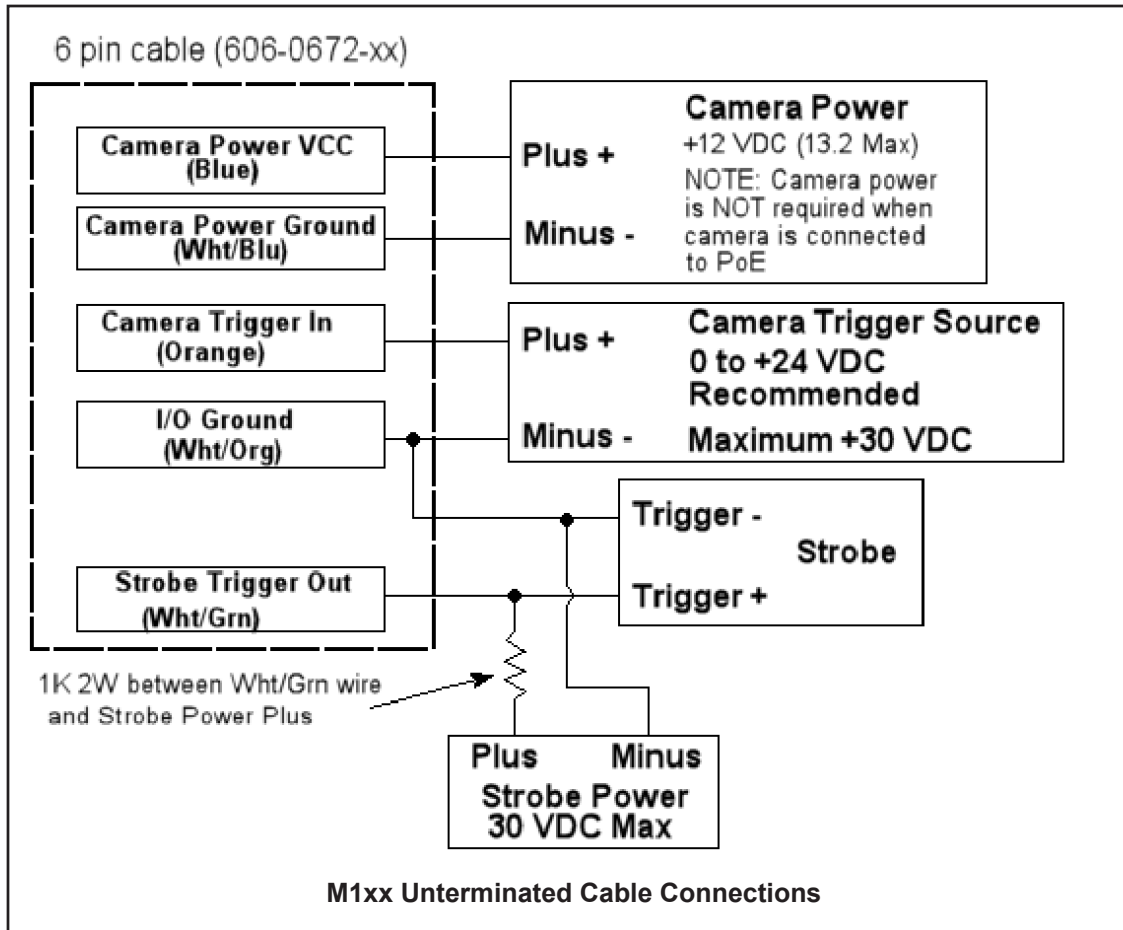 6 pin cable (606-0672-xx)
Camera Power VCC
(Blue)
Camera Power Ground
(Wht/Blu)
Camera Trigger In
(Orange)
I/O Ground
(Wht/Org)
Strobe Trigger Out
(Wht/Grn)
Plus +
Minus -
Camera Power
+12 VDC (13.2 Max)
NOTE: Camera power
is NOT required when
camera is connected
to PoE
Plus +
Minus -
Camera Trigger Source
0 to +24 VDC
Recommended
Maximum +30 VDC
Trigger -
Strobe
Trigger +
1K 2W between Wht/Grn wire
and Strobe Power Plus
Plus Minus
Strobe Power
30 VDC Max
M1xx Unterminated Cable Connections